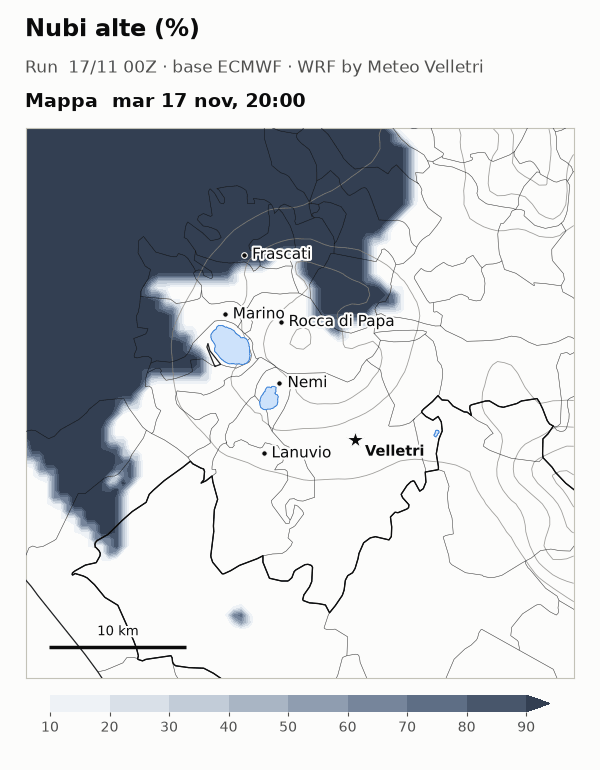 Nubi alte (%)
Run 17/11 00Z · base ECMWF · WRF by Meteo Velletri
Mappa mar 17 nov, 20:00
Frascati
Marino
Rocca di Papa
Nemi
Velletri
Lanuvio
10 km
10 20 30 40 50 60 70 80 90